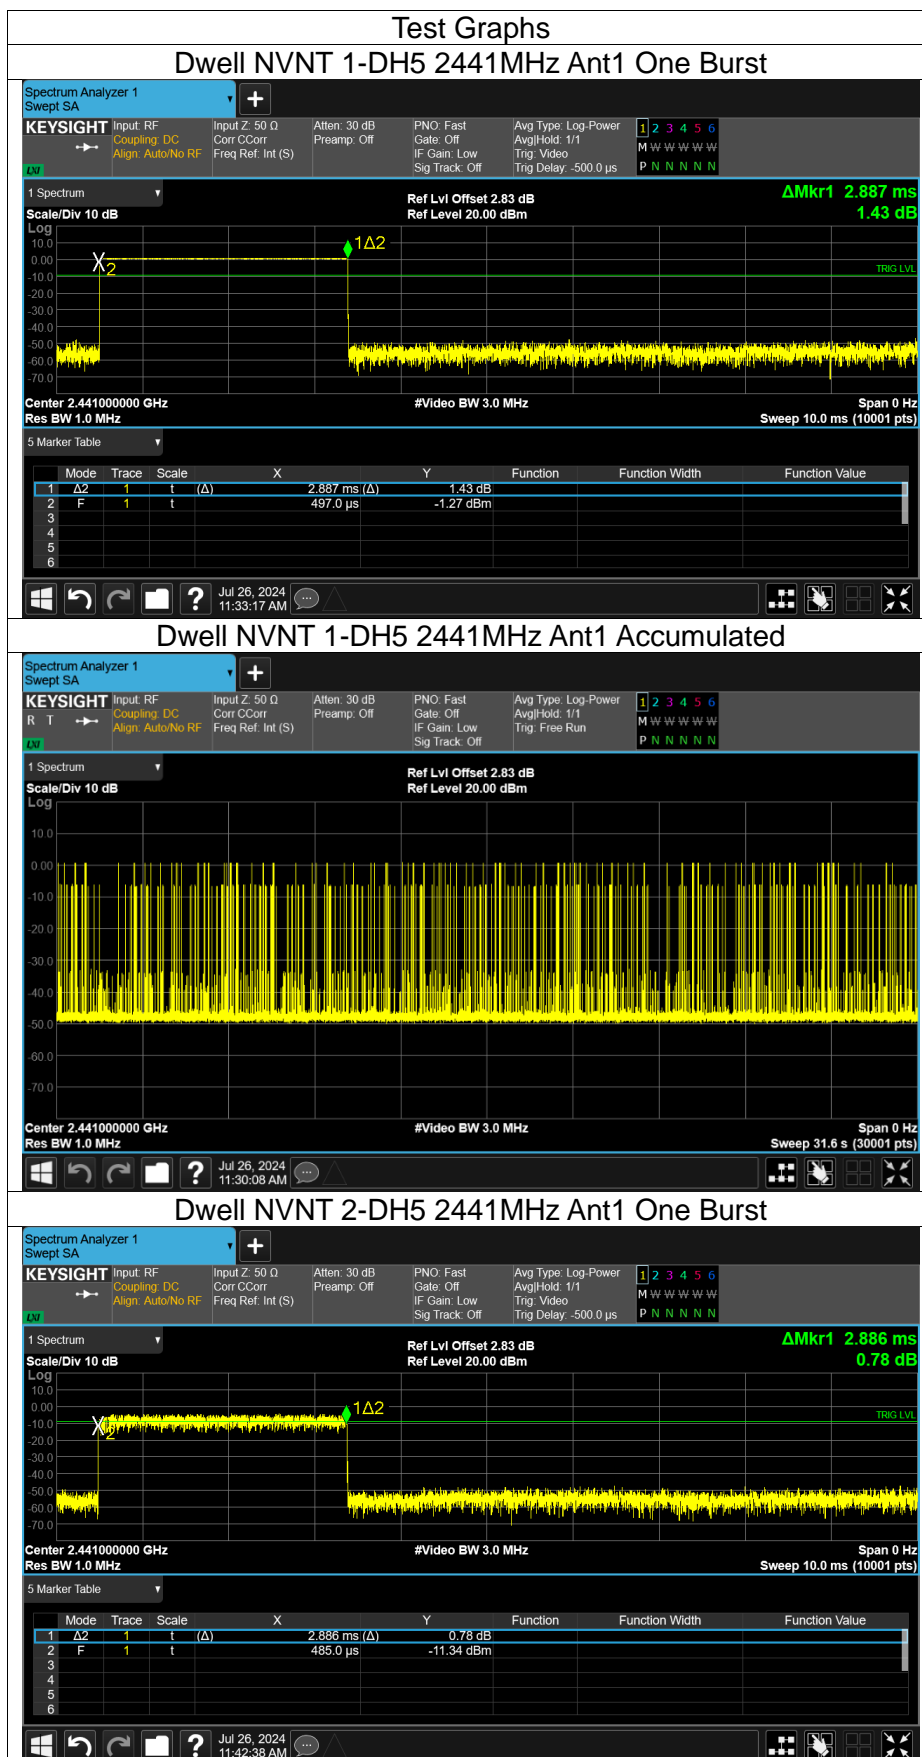 Test Graphs
Dwell NVNT 1-DH5 2441MHz Ant1 One Burst
Spectrum Analyzer 1
Swept SA
KEYSIGHT Input: RF Input Z: 50 Ω Atten: 30 dB PNO: Fast Avg Type: Log-Power 1 2 3 4 5 6
Coupling: DC Corr CCorr Preamp: Off Gate: Off Avg|Hold: 1/1 M W W W W W
Align: Auto/No RF Freq Ref: Int (S) IF Gain: Low Trig: Video
LXI Sig Track: Off Trig Delay: -500.0 µs P N N N N N
1 Spectrum Ref Lvl Offset 2.83 dB ΔMkr1 2.887 ms
Scale/Div 10 dB Ref Level 20.00 dBm 1.43 dB
Log
10.0 1Δ2
0.00 2 TRIG LVL
-10.0
-20.0
-30.0
-40.0
-50.0
-60.0
-70.0
Center 2.441000000 GHz #Video BW 3.0 MHz Span 0 Hz
Res BW 1.0 MHz Sweep 10.0 ms (10001 pts)
5 Marker Table
Mode Trace Scale X Y Function Function Width Function Value
1 Δ2 1 t (Δ) 2.887 ms (Δ) 1.43 dB
2 F 1 t 497.0 µs -1.27 dBm
3
4
5
6
Jul 26, 2024
11:33:17 AM
Dwell NVNT 1-DH5 2441MHz Ant1 Accumulated
Spectrum Analyzer 1
Swept SA
KEYSIGHT Input: RF Input Z: 50 Ω Atten: 30 dB PNO: Fast Avg Type: Log-Power 1 2 3 4 5 6
R T Coupling: DC Corr CCorr Preamp: Off Gate: Off Avg|Hold: 1/1 M W W W W W
Align: Auto/No RF Freq Ref: Int (S) IF Gain: Low Trig: Free Run
LXI Sig Track: Off P N N N N N
1 Spectrum Ref Lvl Offset 2.83 dB
Scale/Div 10 dB Ref Level 20.00 dBm
Log
10.0
0.00
-10.0
-20.0
-30.0
-40.0
-50.0
-60.0
-70.0
Center 2.441000000 GHz #Video BW 3.0 MHz Span 0 Hz
Res BW 1.0 MHz Sweep 31.6 s (30001 pts)
Jul 26, 2024
11:30:08 AM
Dwell NVNT 2-DH5 2441MHz Ant1 One Burst
Spectrum Analyzer 1
Swept SA
KEYSIGHT Input: RF Input Z: 50 Ω Atten: 30 dB PNO: Fast Avg Type: Log-Power 1 2 3 4 5 6
Coupling: DC Corr CCorr Preamp: Off Gate: Off Avg|Hold: 1/1 M W W W W W
Align: Auto/No RF Freq Ref: Int (S) IF Gain: Low Trig: Video
LXI Sig Track: Off Trig Delay: -500.0 µs P N N N N N
1 Spectrum Ref Lvl Offset 2.83 dB ΔMkr1 2.886 ms
Scale/Div 10 dB Ref Level 20.00 dBm 0.78 dB
Log
10.0
0.00 1Δ2 TRIG LVL
-10.0 2
-20.0
-30.0
-40.0
-50.0
-60.0
-70.0
Center 2.441000000 GHz #Video BW 3.0 MHz Span 0 Hz
Res BW 1.0 MHz Sweep 10.0 ms (10001 pts)
5 Marker Table
Mode Trace Scale X Y Function Function Width Function Value
1 Δ2 1 t (Δ) 2.886 ms (Δ) 0.78 dB
2 F 1 t 485.0 µs -11.34 dBm
3
4
5
6
Jul 26, 2024
11:42:38 AM